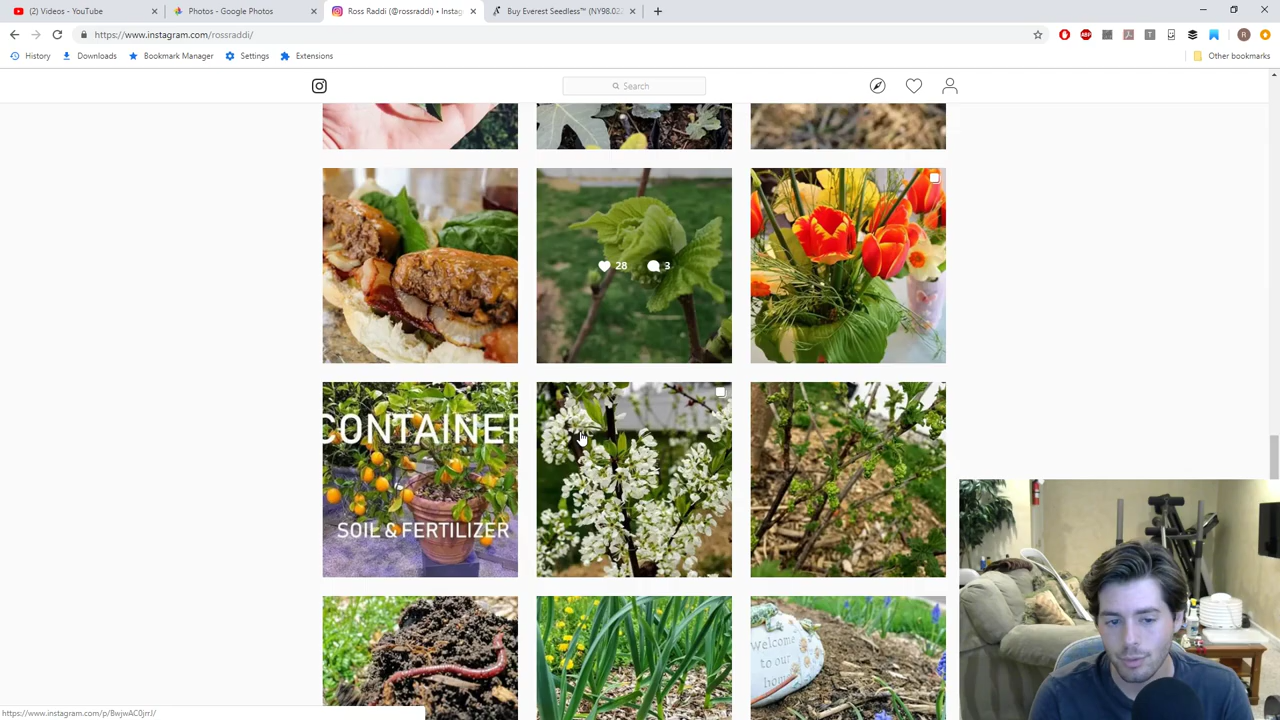 (2) Videos - YouTube
Photos - Google Photos
Ross Raddi (@rossraddi) • Instag
Buy Everest Seedless™ (NY98.02
https://www.instagram.com/rossraddi/
ABP
T
R
History
Downloads
Bookmark Manager
Settings
Extensions
Other bookmarks
Search
28
3
CONTAINER
SOIL & FERTILIZER
Welcome
to our
home
https://www.instagram.com/p/BwjwAC0jrrJ/